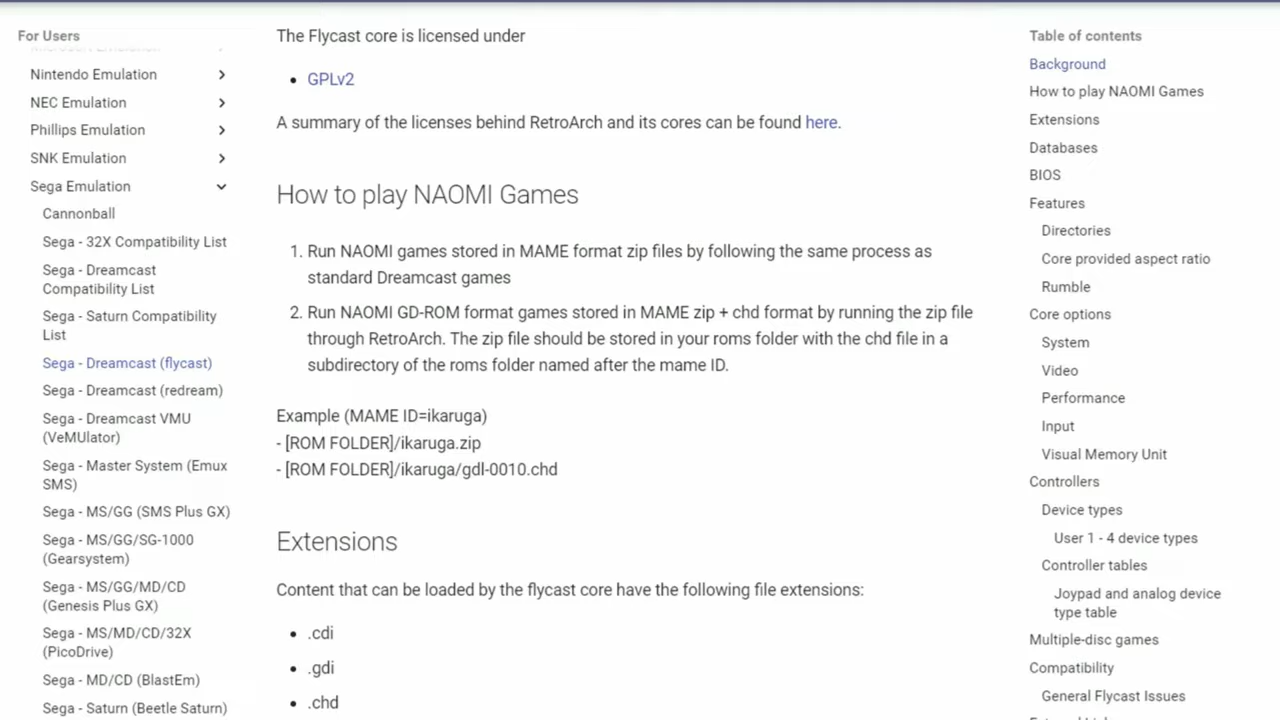 For Users
Nintendo Emulation
NEC Emulation
Phillips Emulation
SNK Emulation
Sega Emulation
Cannonball
Sega - 32X Compatibility List
Sega - Dreamcast
Compatibility List
Sega - Saturn Compatibility
List
Sega - Dreamcast (flycast)
Sega - Dreamcast (redream)
Sega - Dreamcast VMU
(VeMUlator)
Sega - Master System (Emux
SMS)
Sega - MS/GG (SMS Plus GX)
Sega - MS/GG/SG-1000
(Gearsystem)
Sega - MS/GG/MD/CD
(Genesis Plus GX)
Sega - MS/MD/CD/32X
(PicoDrive)
Sega - MD/CD (BlastEm)
Sega - Saturn (Beetle Saturn)
The Flycast core is licensed under
• GPLv2
A summary of the licenses behind RetroArch and its cores can be found here.
How to play NAOMI Games
1. Run NAOMI games stored in MAME format zip files by following the same process as
standard Dreamcast games
2. Run NAOMI GD-ROM format games stored in MAME zip + chd format by running the zip file
through RetroArch. The zip file should be stored in your roms folder with the chd file in a
subdirectory of the roms folder named after the mame ID.
Example (MAME ID=ikaruga)
- [ROM FOLDER]/ikaruga.zip
- [ROM FOLDER]/ikaruga/gdl-0010.chd
Extensions
Content that can be loaded by the flycast core have the following file extensions:
• .cdi
• .gdi
• .chd
Table of contents
Background
How to play NAOMI Games
Extensions
Databases
BIOS
Features
Directories
Core provided aspect ratio
Rumble
Core options
System
Video
Performance
Input
Visual Memory Unit
Controllers
Device types
User 1 - 4 device types
Controller tables
Joypad and analog device
type table
Multiple-disc games
Compatibility
General Flycast Issues